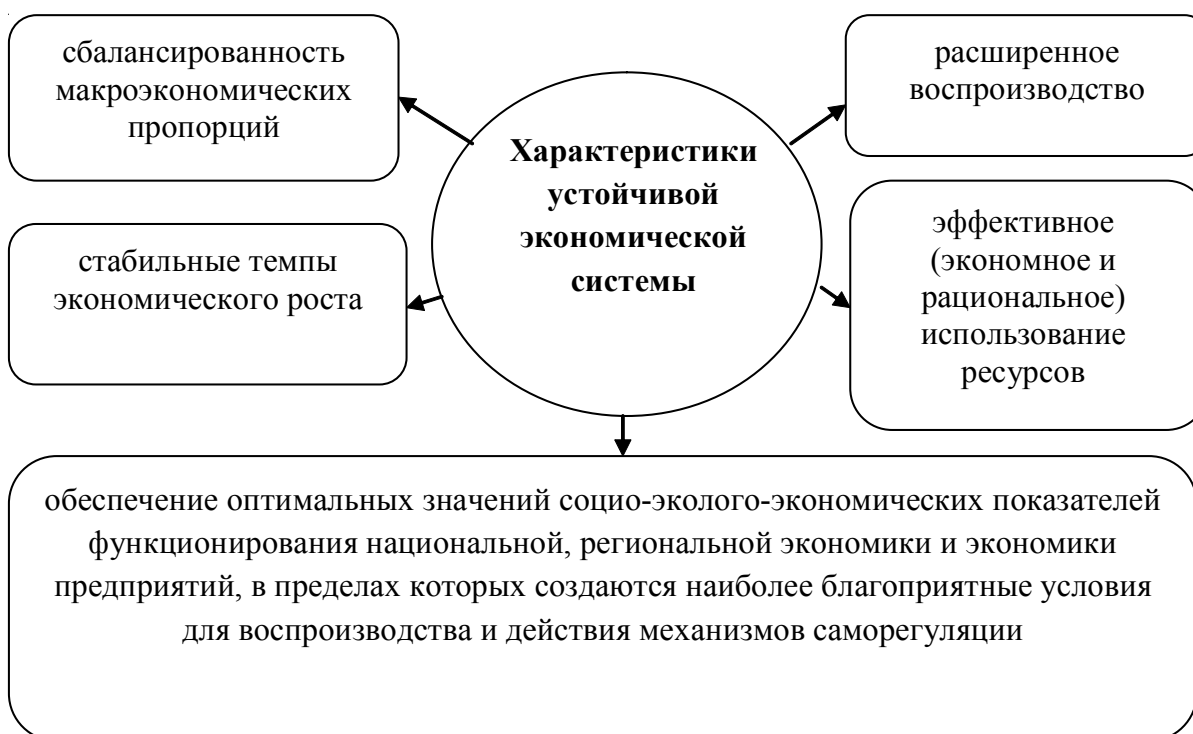 сбалансированность
макроэкономических
пропорций
расширенное
воспроизводство
Характеристики
устойчивой
экономической
системы
стабильные темпы
экономического роста
эффективное
(экономное и
рациональное)
использование
ресурсов
обеспечение оптимальных значений социо-эколого-экономических показателей
функционирования национальной, региональной экономики и экономики
предприятий, в пределах которых создаются наиболее благоприятные условия
для воспроизводства и действия механизмов саморегуляции